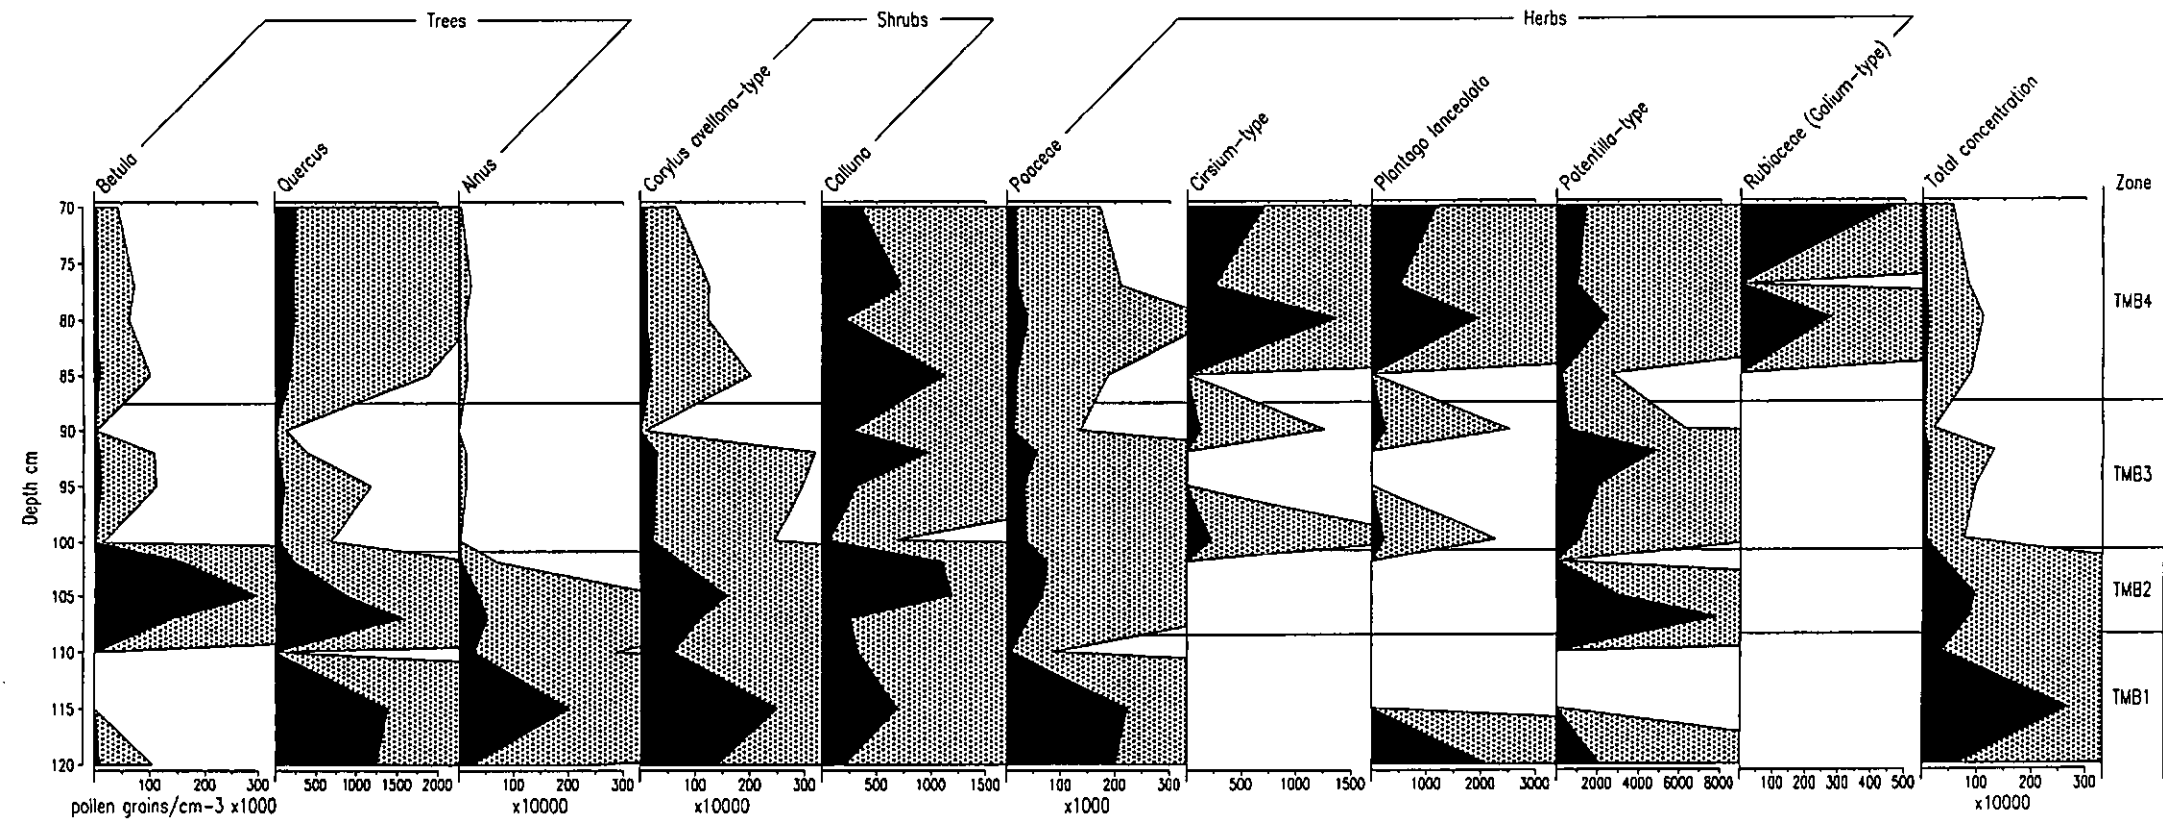 Trees Shrubs Herbs
Betula
Quercus
Alnus
Corylus avellana-type
Calluna
Poaceae
Cirsium-type
Plantago lanceolata
Potentilla-type
Rubiaceae (Galium-type)
Total concentration
Zone
Depth cm
70
75
80
85
90
95
100
105
110
115
120
TMB4
TMB3
TMB2
TMB1
100 200 300 500 1000 1500 2000 100 200 300 100 200 300 500 1000 1500 100 200 300 500 1000 1500 1000 2000 3000 2000 4000 6000 8000 100 200 300 400 500 100 200 300
pollen grains/cm-3 x1000 x10000 x10000 x1000 x10000